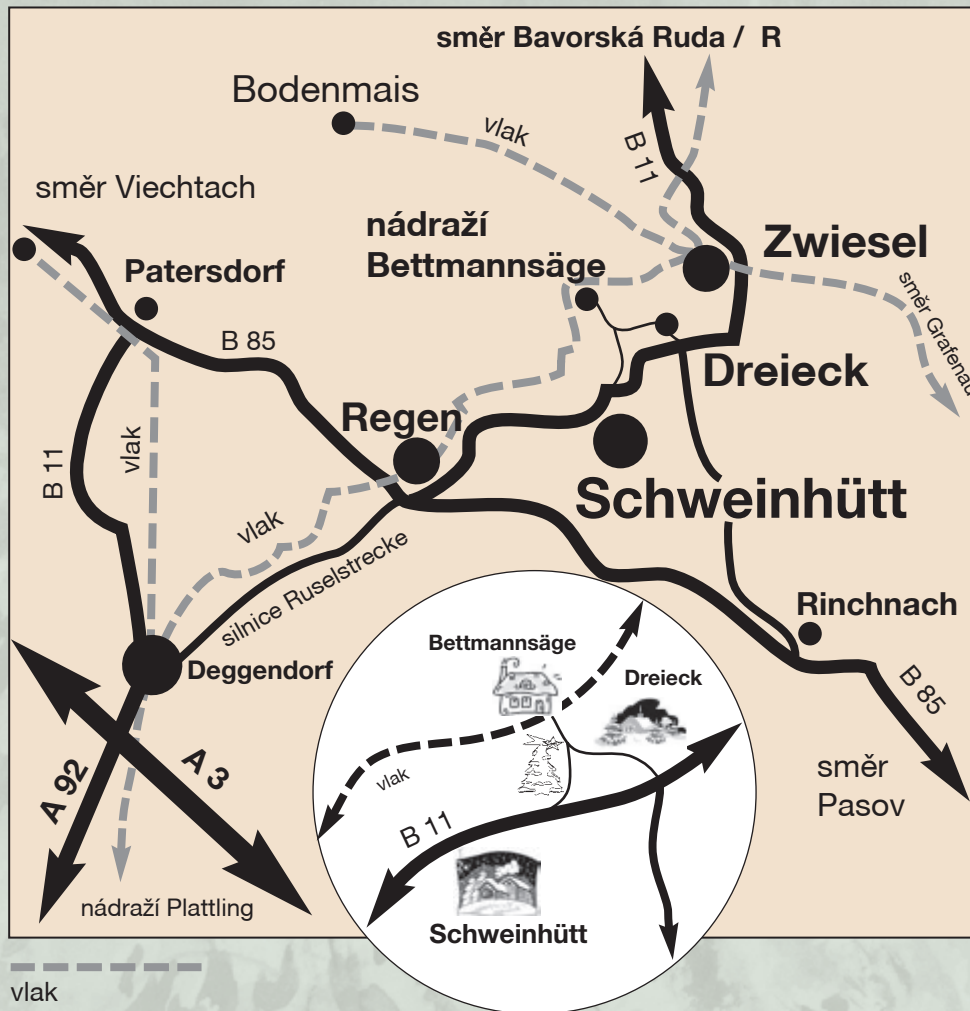 směr Bavorská Ruda / R
Bodenmais
vlak
B 11
směr Viechtach
nádraží
Bettmannsäge
Zwiesel
Patersdorf
směr Grafenau
B 85
Dreieck
Regen
B 11
vlak
Schweinhütt
vlak
silnice Ruselstrecke
Rinchnach
Deggendorf
B 85
A 92
A 3
směr
Pasov
nádraží Plattling
Bettmannsäge
Dreieck
vlak
B 11
Schweinhütt
vlak